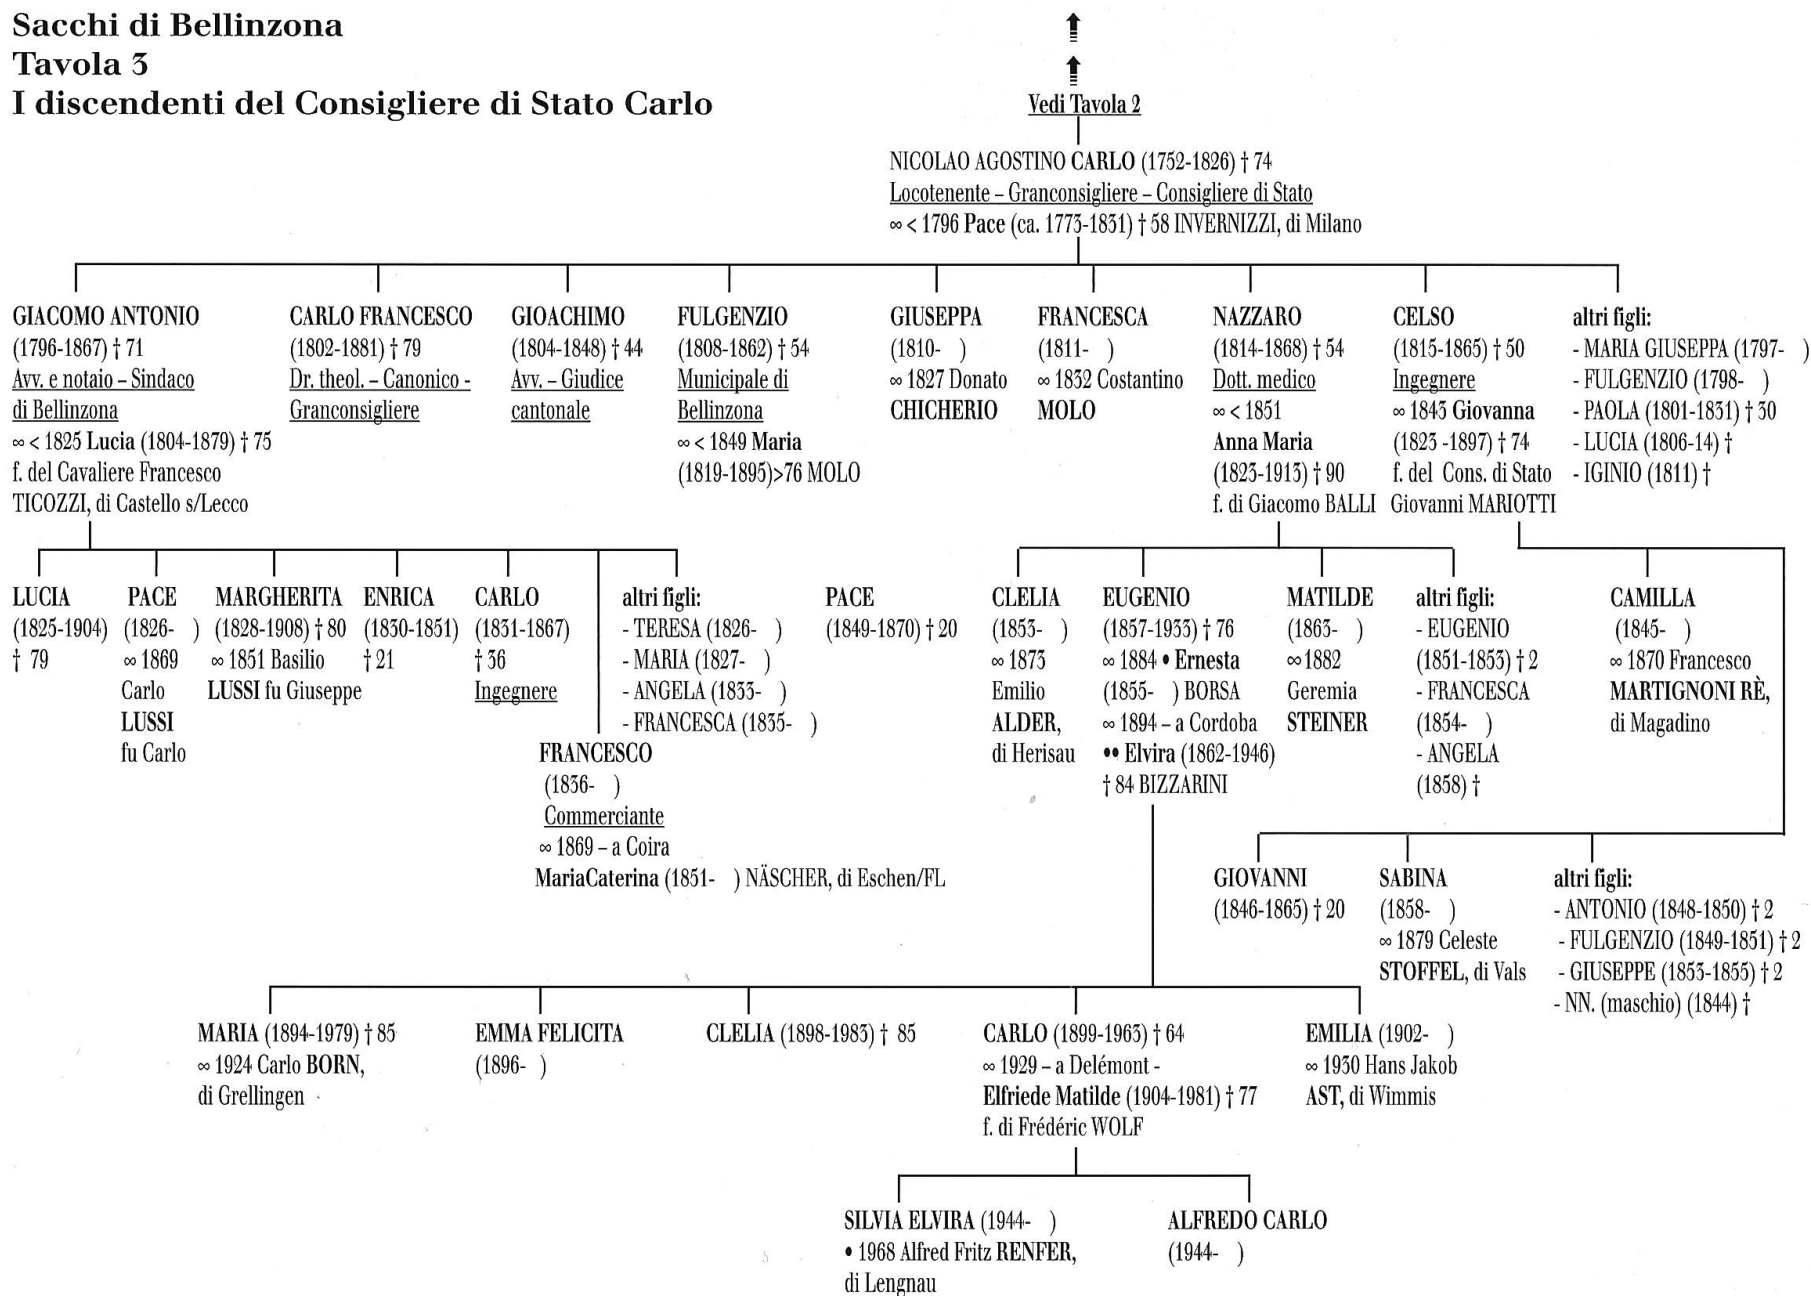 Sacchi di Bellinzona
Tavola 3
I discendenti del Consigliere di Stato Carlo
Vedi Tavola 2
NICOLAO AGOSTINO CARLO (1752-1826) † 74
Locotenente – Granconsigliere – Consigliere di Stato
∞ < 1796 Pace (ca. 1773-1831) † 58 INVERNIZZI, di Milano
GIACOMO ANTONIO
(1796-1867) † 71
Avv. e notaio – Sindaco
di Bellinzona
∞ < 1825 Lucia (1804-1879) † 75
f. del Cavaliere Francesco
TICOZZI, di Castello s/Lecco
CARLO FRANCESCO
(1802-1881) † 79
Dr. theol. – Canonico -
Granconsigliere
GIOACHIMO
(1804-1848) † 44
Avv. – Giudice
cantonale
FULGENZIO
(1808-1862) † 54
Municipale di
Bellinzona
∞ < 1849 Maria
(1819-1895)>76 MOLO
GIUSEPPA
(1810- )
∞ 1827 Donato
CHICHERIO
FRANCESCA
(1811- )
∞ 1832 Costantino
MOLO
NAZZARO
(1814-1868) † 54
Dott. medico
∞ < 1851
Anna Maria
(1823-1913) † 90
f. di Giacomo BALLI
CELSO
(1815-1865) † 50
Ingegnere
∞ 1843 Giovanna
(1823 -1897) † 74
f. del Cons. di Stato
Giovanni MARIOTTI
altri figli:
- MARIA GIUSEPPA (1797- )
- FULGENZIO (1798- )
- PAOLA (1801-1831) † 30
- LUCIA (1806-14) †
- IGINIO (1811) †
LUCIA
(1825-1904)
† 79
PACE
(1826- )
∞ 1869
Carlo
LUSSI
fu Carlo
MARGHERITA
(1828-1908) † 80
∞ 1851 Basilio
LUSSI fu Giuseppe
ENRICA
(1830-1851)
† 21
CARLO
(1831-1867)
† 36
Ingegnere
FRANCESCO
(1836- )
Commerciante
∞ 1869 – a Coira
MariaCaterina (1851- ) NÄSCHER, di Eschen/FL
altri figli:
- TERESA (1826- )
- MARIA (1827- )
- ANGELA (1833- )
- FRANCESCA (1835- )
PACE
(1849-1870) † 20
CLELIA
(1853- )
∞ 1873
Emilio
ALDER,
di Herisau
EUGENIO
(1857-1933) † 76
∞ 1884 • Ernesta
(1855- ) BORSA
∞ 1894 – a Cordoba
•• Elvira (1862-1946)
† 84 BIZZARINI
MATILDE
(1863- )
∞1882
Geremia
STEINER
altri figli:
- EUGENIO
(1851-1853) † 2
- FRANCESCA
(1854- )
- ANGELA
(1858) †
CAMILLA
(1845- )
∞ 1870 Francesco
MARTIGNONI RÈ,
di Magadino
GIOVANNI
(1846-1865) † 20
SABINA
(1858- )
∞ 1879 Celeste
STOFFEL, di Vals
altri figli:
- ANTONIO (1848-1850) † 2
- FULGENZIO (1849-1851) † 2
- GIUSEPPE (1853-1855) † 2
- NN. (maschio) (1844) †
MARIA (1894-1979) † 85
∞ 1924 Carlo BORN,
di Grellingen
EMMA FELICITA
(1896- )
CLELIA (1898-1983) † 85
CARLO (1899-1963) † 64
∞ 1929 – a Delémont -
Elfriede Matilde (1904-1981) † 77
f. di Frédéric WOLF
EMILIA (1902- )
∞ 1930 Hans Jakob
AST, di Wimmis
SILVIA ELVIRA (1944- )
• 1968 Alfred Fritz RENFER,
di Lengnau
ALFREDO CARLO
(1944- )